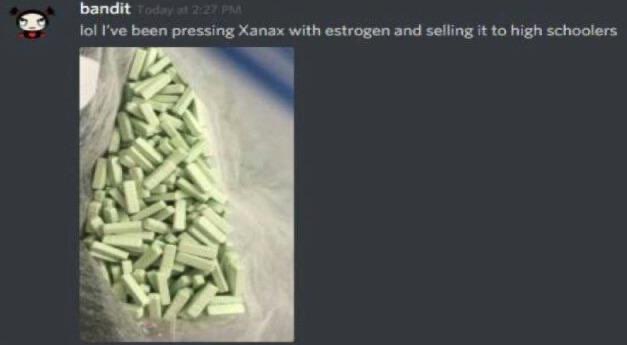 bandit Today at 2:27 PM
lol I've been pressing Xanax with estrogen and selling it to high schoolers